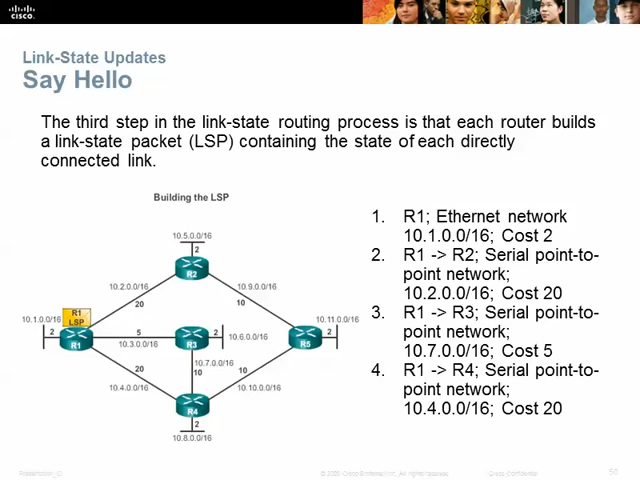 CISCO
Link-State Updates
Say Hello
The third step in the link-state routing process is that each router builds
a link-state packet (LSP) containing the state of each directly
connected link.
Building the LSP
10.5.0.0/16
2
R2
10.2.0.0/16
10.9.0.0/16
20
10
10.1.0.0/16
R1
LSP
10.11.0.0/16
2
5
2
10.6.0.0/16
2
R1
10.3.0.0/16
R3
R5
10.7.0.0/16
20
10
10
10.4.0.0/16
10.10.0.0/16
R4
2
10.8.0.0/16
1. R1; Ethernet network
10.1.0.0/16; Cost 2
2. R1 -> R2; Serial point-to-
point network;
10.2.0.0/16; Cost 20
3. R1 -> R3; Serial point-to-
point network;
10.7.0.0/16; Cost 5
4. R1 -> R4; Serial point-to-
point network;
10.4.0.0/16; Cost 20
Presentation_ID
Cisco Confidential